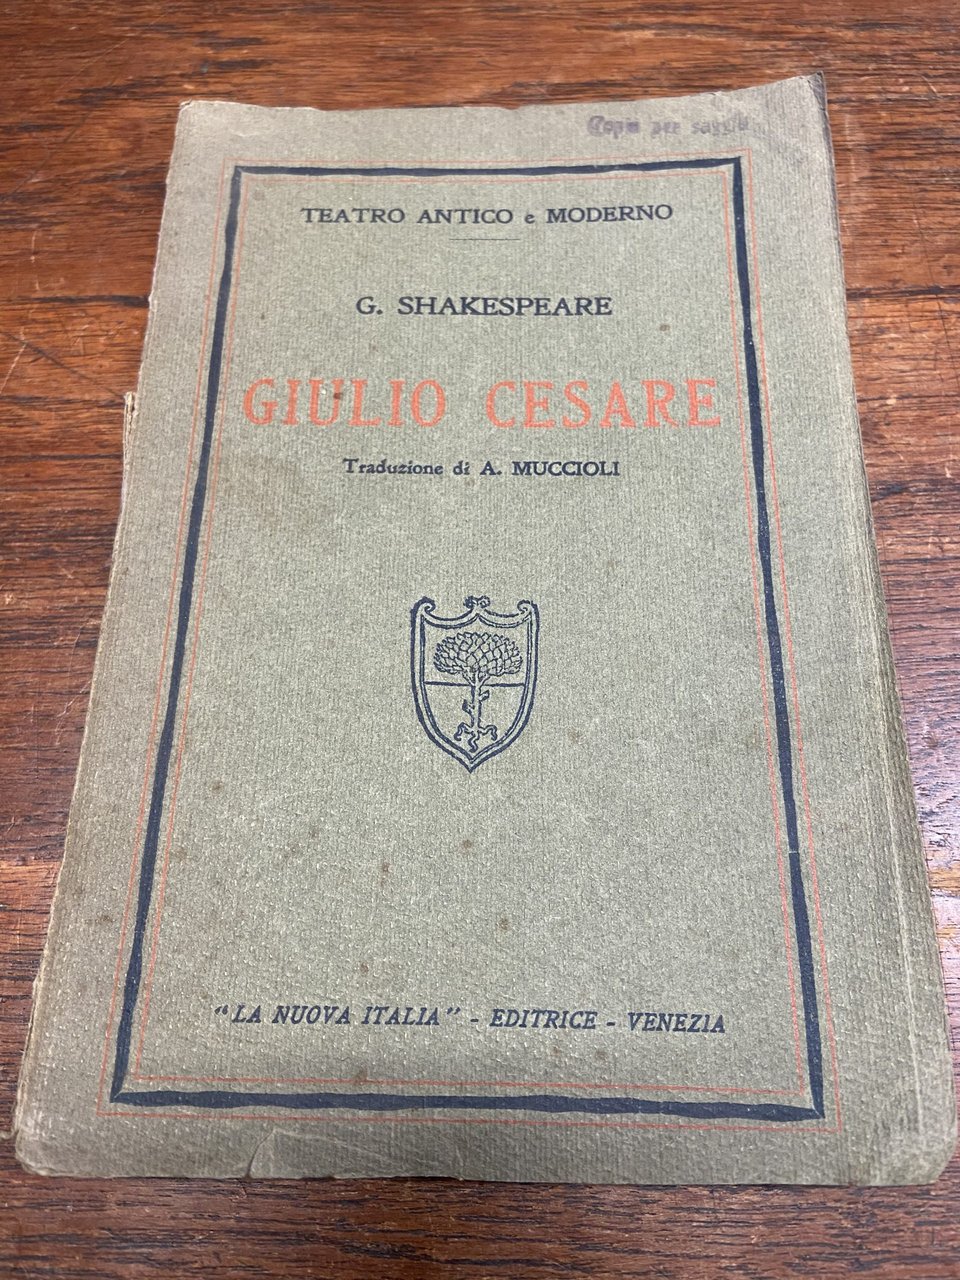 Copia per saggio
TEATRO ANTICO e MODERNO
G. SHAKESPEARE
GIULIO CESARE
Traduzione di A. MUCCIOLI
"LA NUOVA ITALIA" - EDITRICE - VENEZIA